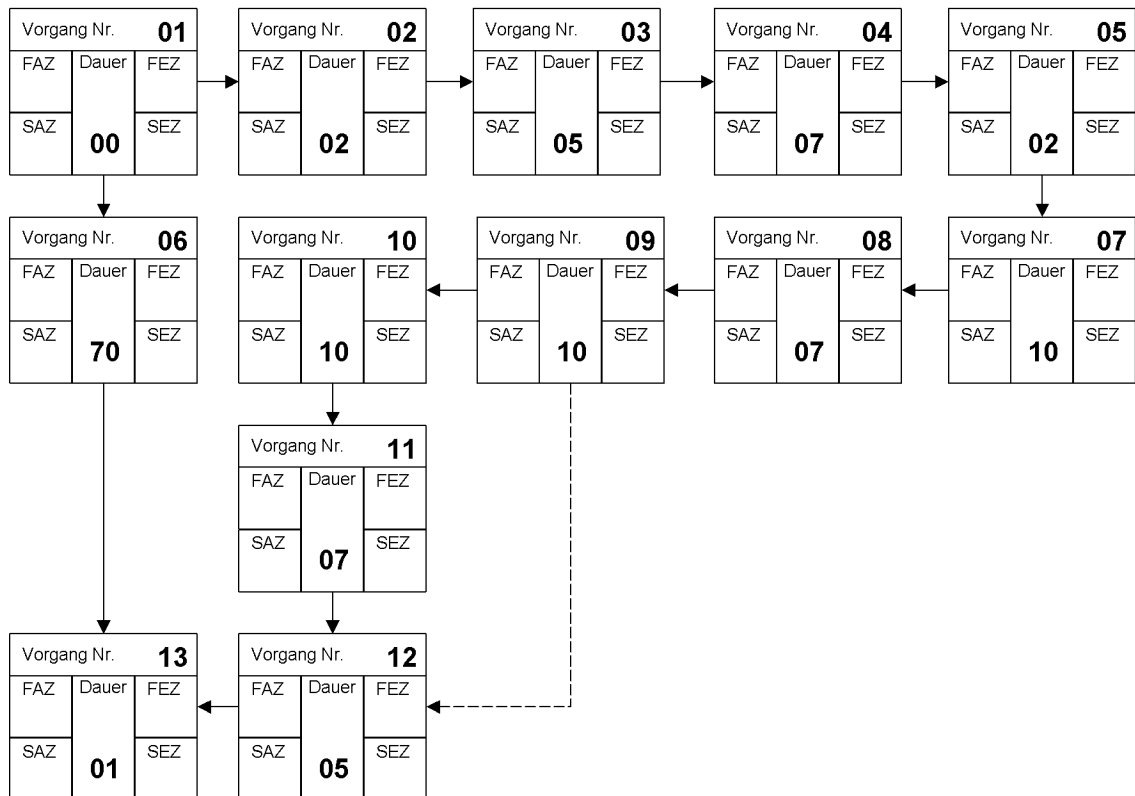 Vorgang Nr. 01
FAZ Dauer FEZ
SAZ 00 SEZ
Vorgang Nr. 02
FAZ Dauer FEZ
SAZ 02 SEZ
Vorgang Nr. 03
FAZ Dauer FEZ
SAZ 05 SEZ
Vorgang Nr. 04
FAZ Dauer FEZ
SAZ 07 SEZ
Vorgang Nr. 05
FAZ Dauer FEZ
SAZ 02 SEZ
Vorgang Nr. 06
FAZ Dauer FEZ
SAZ 70 SEZ
Vorgang Nr. 10
FAZ Dauer FEZ
SAZ 10 SEZ
Vorgang Nr. 09
FAZ Dauer FEZ
SAZ 10 SEZ
Vorgang Nr. 08
FAZ Dauer FEZ
SAZ 07 SEZ
Vorgang Nr. 07
FAZ Dauer FEZ
SAZ 10 SEZ
Vorgang Nr. 11
FAZ Dauer FEZ
SAZ 07 SEZ
Vorgang Nr. 13
FAZ Dauer FEZ
SAZ 01 SEZ
Vorgang Nr. 12
FAZ Dauer FEZ
SAZ 05 SEZ